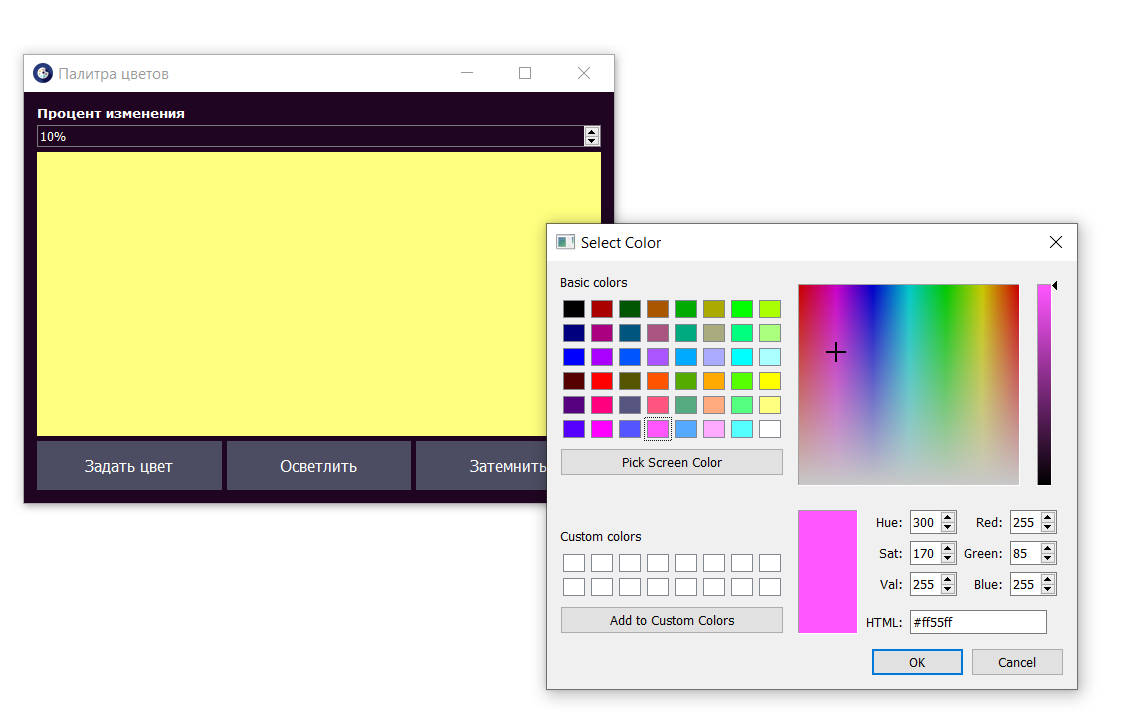 Палитра цветов
Процент изменения
10%
Задать цвет
Осветлить
Затемнить
Select Color
Basic colors
Pick Screen Color
Custom colors
Add to Custom Colors
Hue: 300 Red: 255
Sat: 170 Green: 85
Val: 255 Blue: 255
HTML: #ff55ff
OK
Cancel